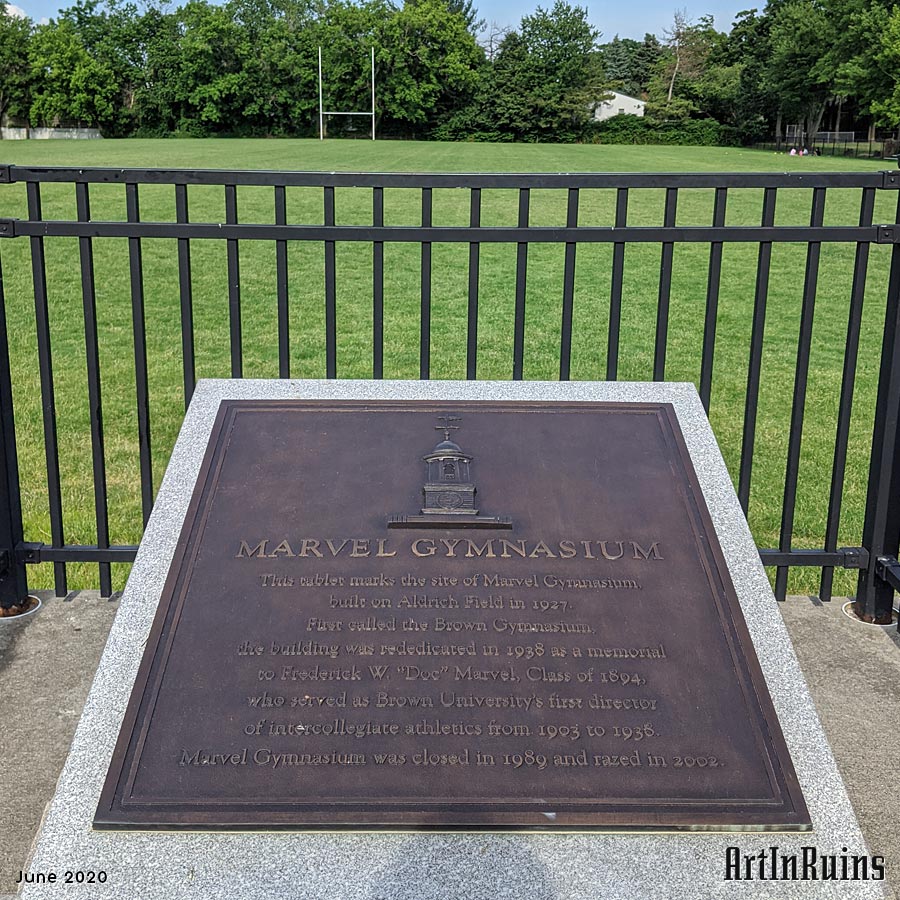 MARVEL GYMNASIUM
This tablet marks the site of Marvel Gymnasium,
built on Aldrich Field in 1927.
First called the Brown Gymnasium,
the building was rededicated in 1938 as a memorial
to Frederick W. "Doc" Marvel, Class of 1894,
who served as Brown University's first director
of intercollegiate athletics from 1903 to 1938.
Marvel Gymnasium was closed in 1989 and razed in 2002.
June 2020
ArtInRuins